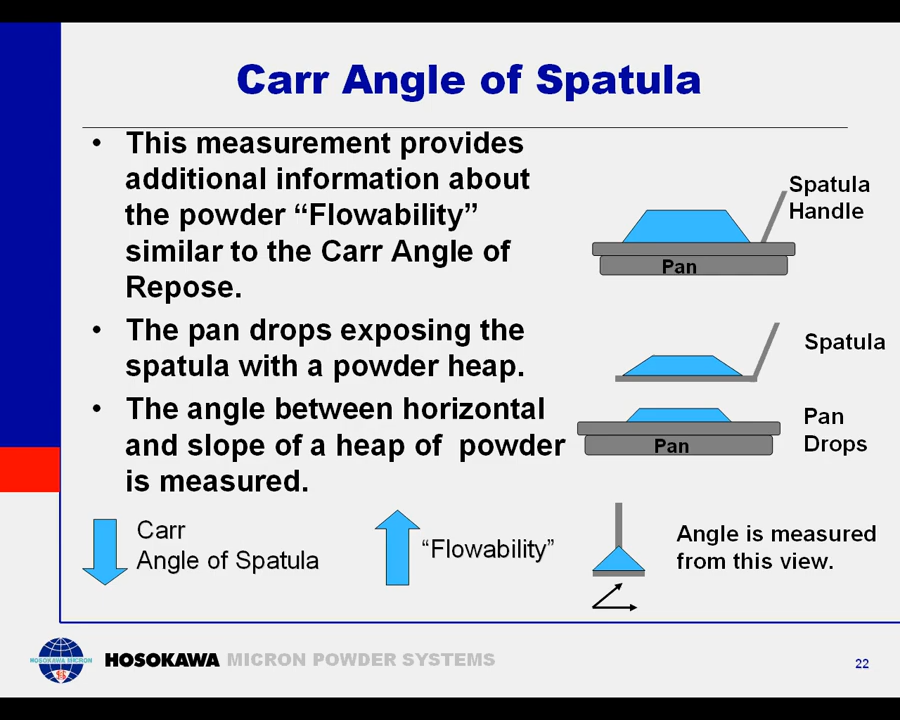 Carr Angle of Spatula
• This measurement provides
additional information about
the powder “Flowability”
similar to the Carr Angle of
Repose.
• The pan drops exposing the
spatula with a powder heap.
• The angle between horizontal
and slope of a heap of powder
is measured.
Carr
Angle of Spatula
“Flowability”
Spatula
Handle
Pan
Spatula
Pan
Drops
Pan
Angle is measured
from this view.
HOSOKAWA MICRON
HOSOKAWA MICRON POWDER SYSTEMS
22